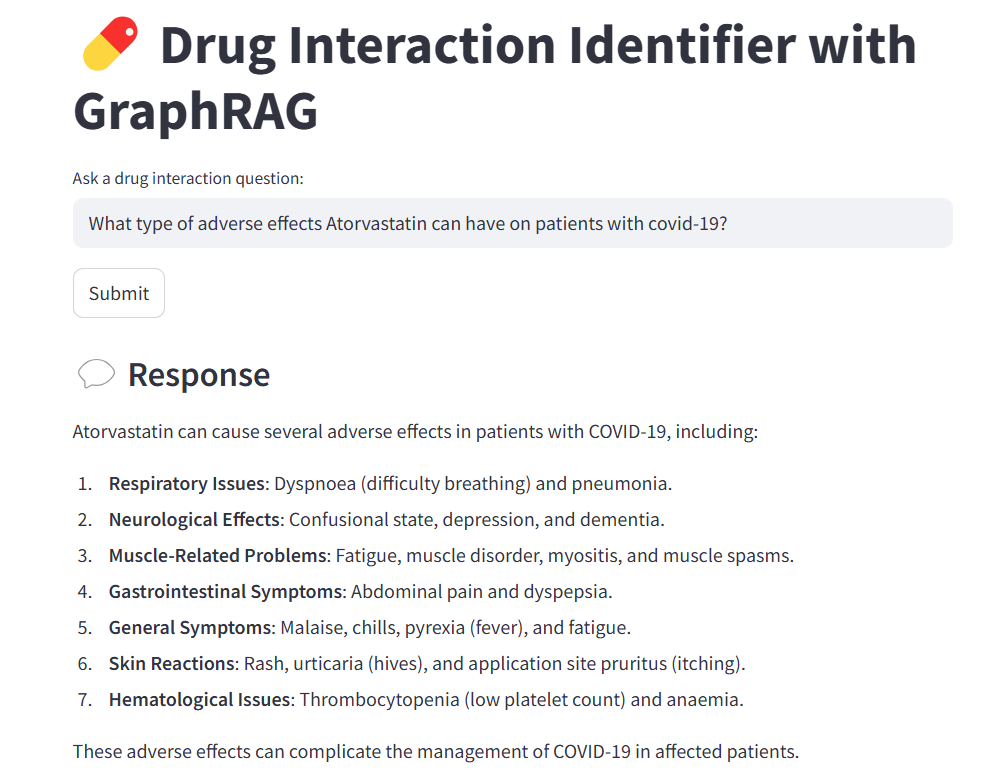 Drug Interaction Identifier with
GraphRAG
Ask a drug interaction question:
What type of adverse effects Atorvastatin can have on patients with covid-19?
Submit
Response
Atorvastatin can cause several adverse effects in patients with COVID-19, including:
1. Respiratory Issues: Dyspnoea (difficulty breathing) and pneumonia.
2. Neurological Effects: Confusional state, depression, and dementia.
3. Muscle-Related Problems: Fatigue, muscle disorder, myositis, and muscle spasms.
4. Gastrointestinal Symptoms: Abdominal pain and dyspepsia.
5. General Symptoms: Malaise, chills, pyrexia (fever), and fatigue.
6. Skin Reactions: Rash, urticaria (hives), and application site pruritus (itching).
7. Hematological Issues: Thrombocytopenia (low platelet count) and anaemia.
These adverse effects can complicate the management of COVID-19 in affected patients.